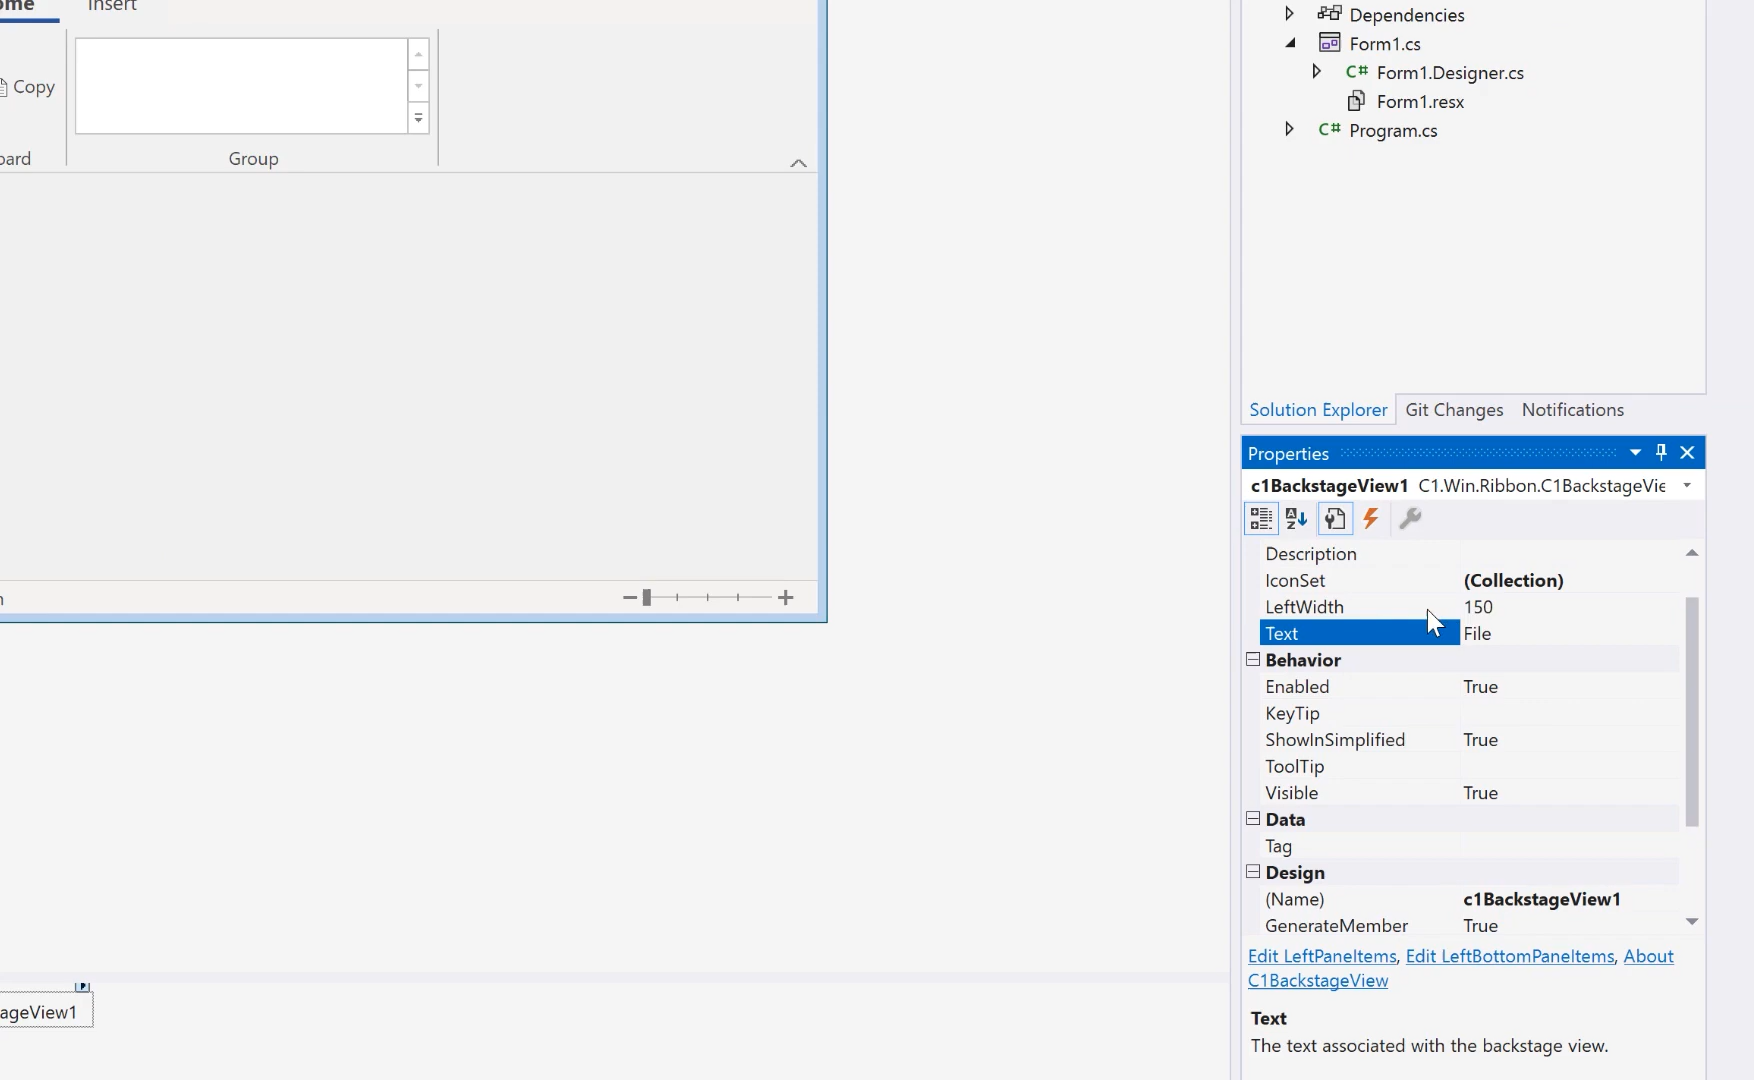 ome Insert
Copy
oard
Group
n
ageView1
Dependencies
Form1.cs
C# Form1.Designer.cs
Form1.resx
C# Program.cs
Solution Explorer Git Changes Notifications
Properties
c1BackstageView1 C1.Win.Ribbon.C1BackstageVie
Description
IconSet (Collection)
LeftWidth 150
Text File
Behavior
Enabled True
KeyTip
ShowInSimplified True
ToolTip
Visible True
Data
Tag
Design
(Name) c1BackstageView1
GenerateMember True
Edit LeftPaneItems, Edit LeftBottomPaneItems, About
C1BackstageView
Text
The text associated with the backstage view.